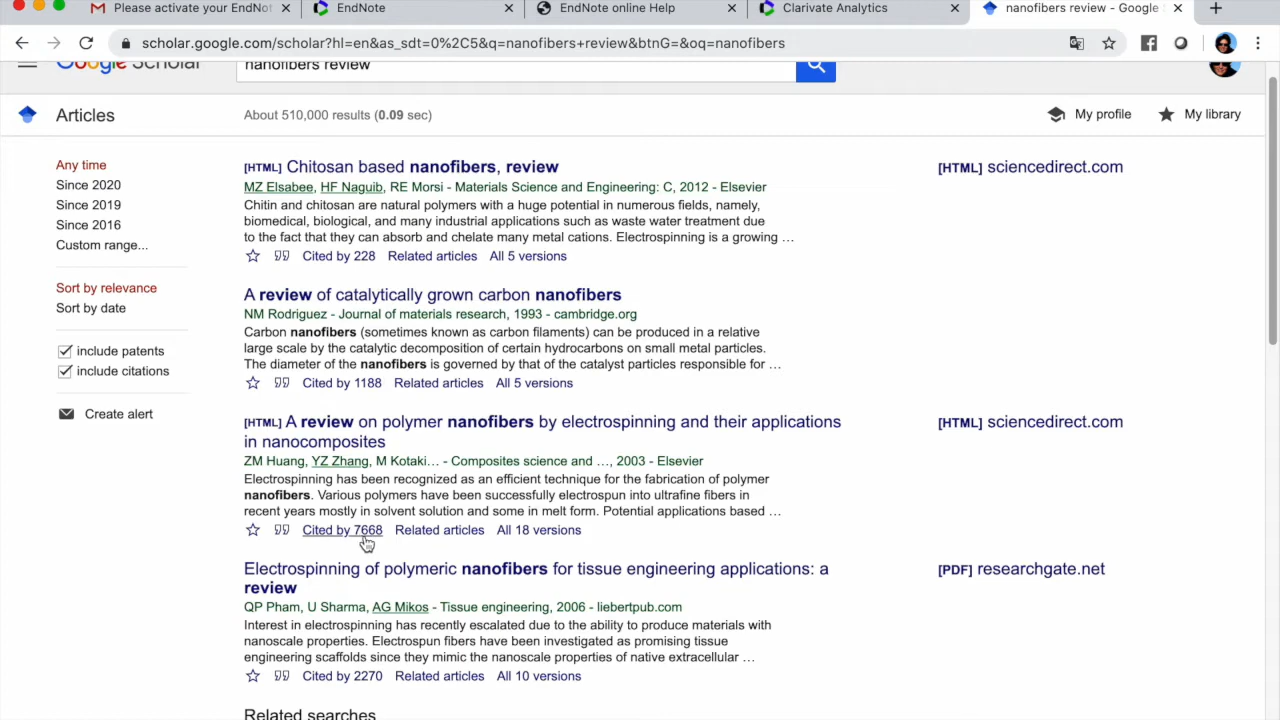 Please activate your EndNot
EndNote
EndNote online Help
Clarivate Analytics
nanofibers review - Google
scholar.google.com/scholar?hl=en&as_sdt=0%2C5&q=nanofibers+review&btnG=&oq=nanofibers
Google Scholar
nanofibers review
Articles
About 510,000 results (0.09 sec)
My profile
My library
Any time
Since 2020
Since 2019
Since 2016
Custom range...
Sort by relevance
Sort by date
include patents
include citations
Create alert
[HTML] Chitosan based nanofibers, review
MZ Elsabee, HF Naguib, RE Morsi - Materials Science and Engineering: C, 2012 - Elsevier
Chitin and chitosan are natural polymers with a huge potential in numerous fields, namely,
biomedical, biological, and many industrial applications such as waste water treatment due
to the fact that they can absorb and chelate many metal cations. Electrospinning is a growing …
Cited by 228 Related articles All 5 versions
[HTML] sciencedirect.com
A review of catalytically grown carbon nanofibers
NM Rodriguez - Journal of materials research, 1993 - cambridge.org
Carbon nanofibers (sometimes known as carbon filaments) can be produced in a relative
large scale by the catalytic decomposition of certain hydrocarbons on small metal particles.
The diameter of the nanofibers is governed by that of the catalyst particles responsible for …
Cited by 1188 Related articles All 5 versions
[HTML] A review on polymer nanofibers by electrospinning and their applications
in nanocomposites
ZM Huang, YZ Zhang, M Kotaki… - Composites science and …, 2003 - Elsevier
Electrospinning has been recognized as an efficient technique for the fabrication of polymer
nanofibers. Various polymers have been successfully electrospun into ultrafine fibers in
recent years mostly in solvent solution and some in melt form. Potential applications based …
Cited by 7668 Related articles All 18 versions
[HTML] sciencedirect.com
Electrospinning of polymeric nanofibers for tissue engineering applications: a
review
QP Pham, U Sharma, AG Mikos - Tissue engineering, 2006 - liebertpub.com
Interest in electrospinning has recently escalated due to the ability to produce materials with
nanoscale properties. Electrospun fibers have been investigated as promising tissue
engineering scaffolds since they mimic the nanoscale properties of native extracellular …
Cited by 2270 Related articles All 10 versions
[PDF] researchgate.net
Related searches